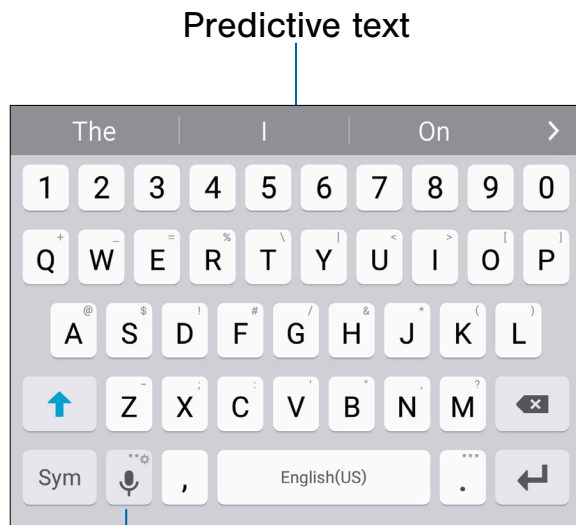 Predictive text
The I On >
1 2 3 4 5 6 7 8 9 0
+ _ = % \ | < > [ ]
Q W E R T Y U I O P
@ $ ! # / & * ( )
A S D F G H J K L
- ; : ' " , ?
Z X C V B N M
Sym , English(US) .